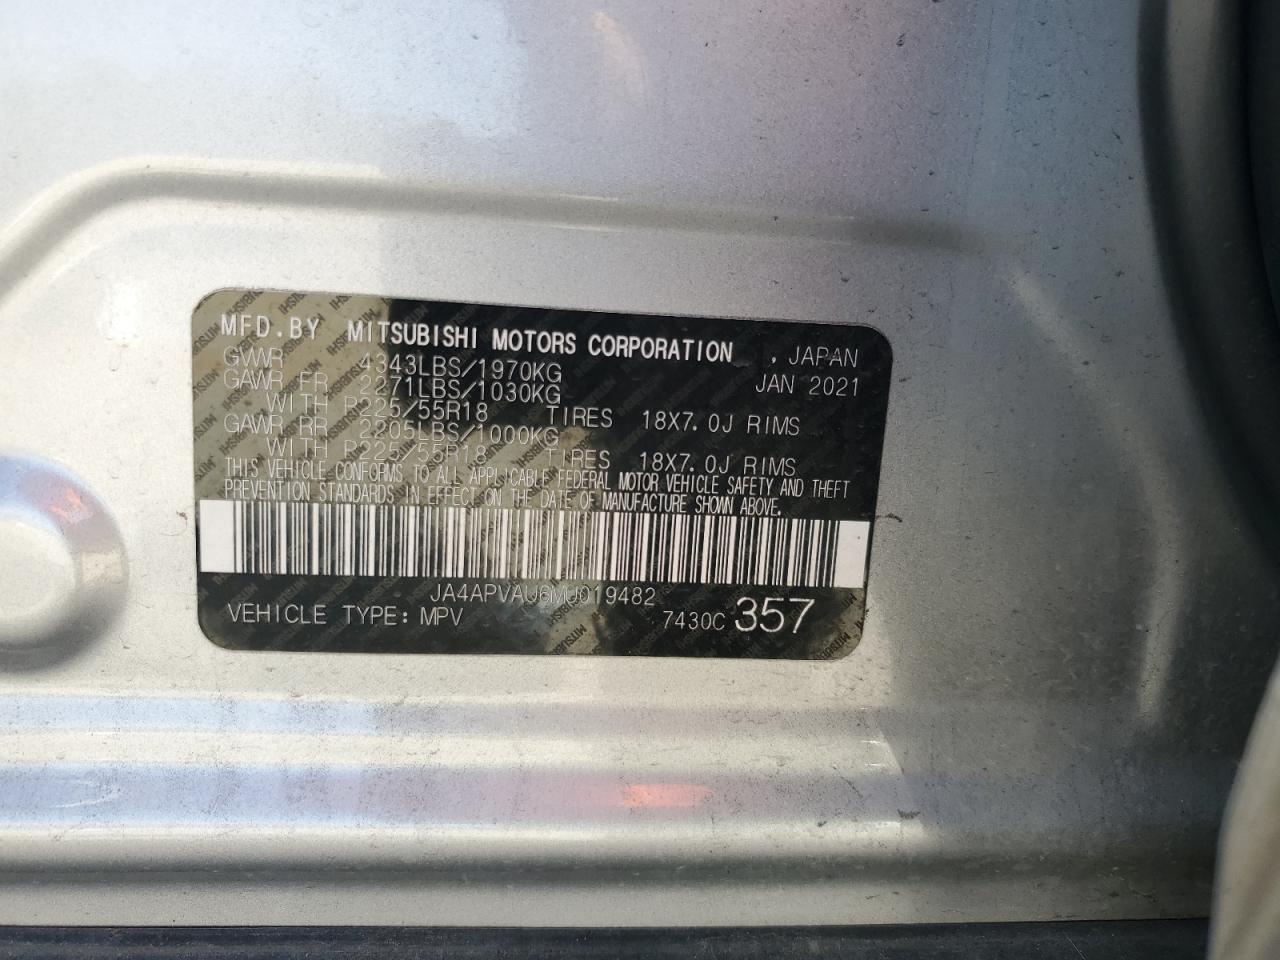 MFD. BY MITSUBISHI MOTORS CORPORATION , JAPAN
GVWR 4343LBS/1970KG JAN 2021
GAWR FR 2271LBS/1030KG
WITH P225/55R18 TIRES 18X7.0J RIMS
GAWR RR 2205LBS/1000KG
WITH P225/55R18 TIRES 18X7.0J RIMS
THIS VEHICLE CONFORMS TO ALL APPLICABLE FEDERAL MOTOR VEHICLE SAFETY AND THEFT
PREVENTION STANDARDS IN EFFECT ON THE DATE OF MANUFACTURE SHOWN ABOVE.
JA4APVAU6MU019482
VEHICLE TYPE: MPV 7430C 357